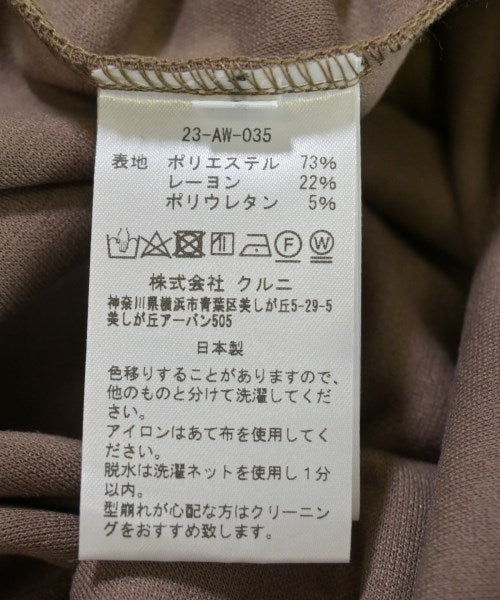 23-AW-035
表地 ポリエステル 73%
レーヨン 22%
ポリウレタン 5%
F W
株式会社 クルニ
神奈川県横浜市青葉区美しが丘5-29-5
美しが丘アーバン505
日本製
色移りすることがありますので、
他のものと分けて洗濯してくだ
さい。
アイロンはあて布を使用してく
ださい。
脱水は洗濯ネットを使用し1分
以内。
型崩れが心配な方はクリーニン
グをおすすめ致します。